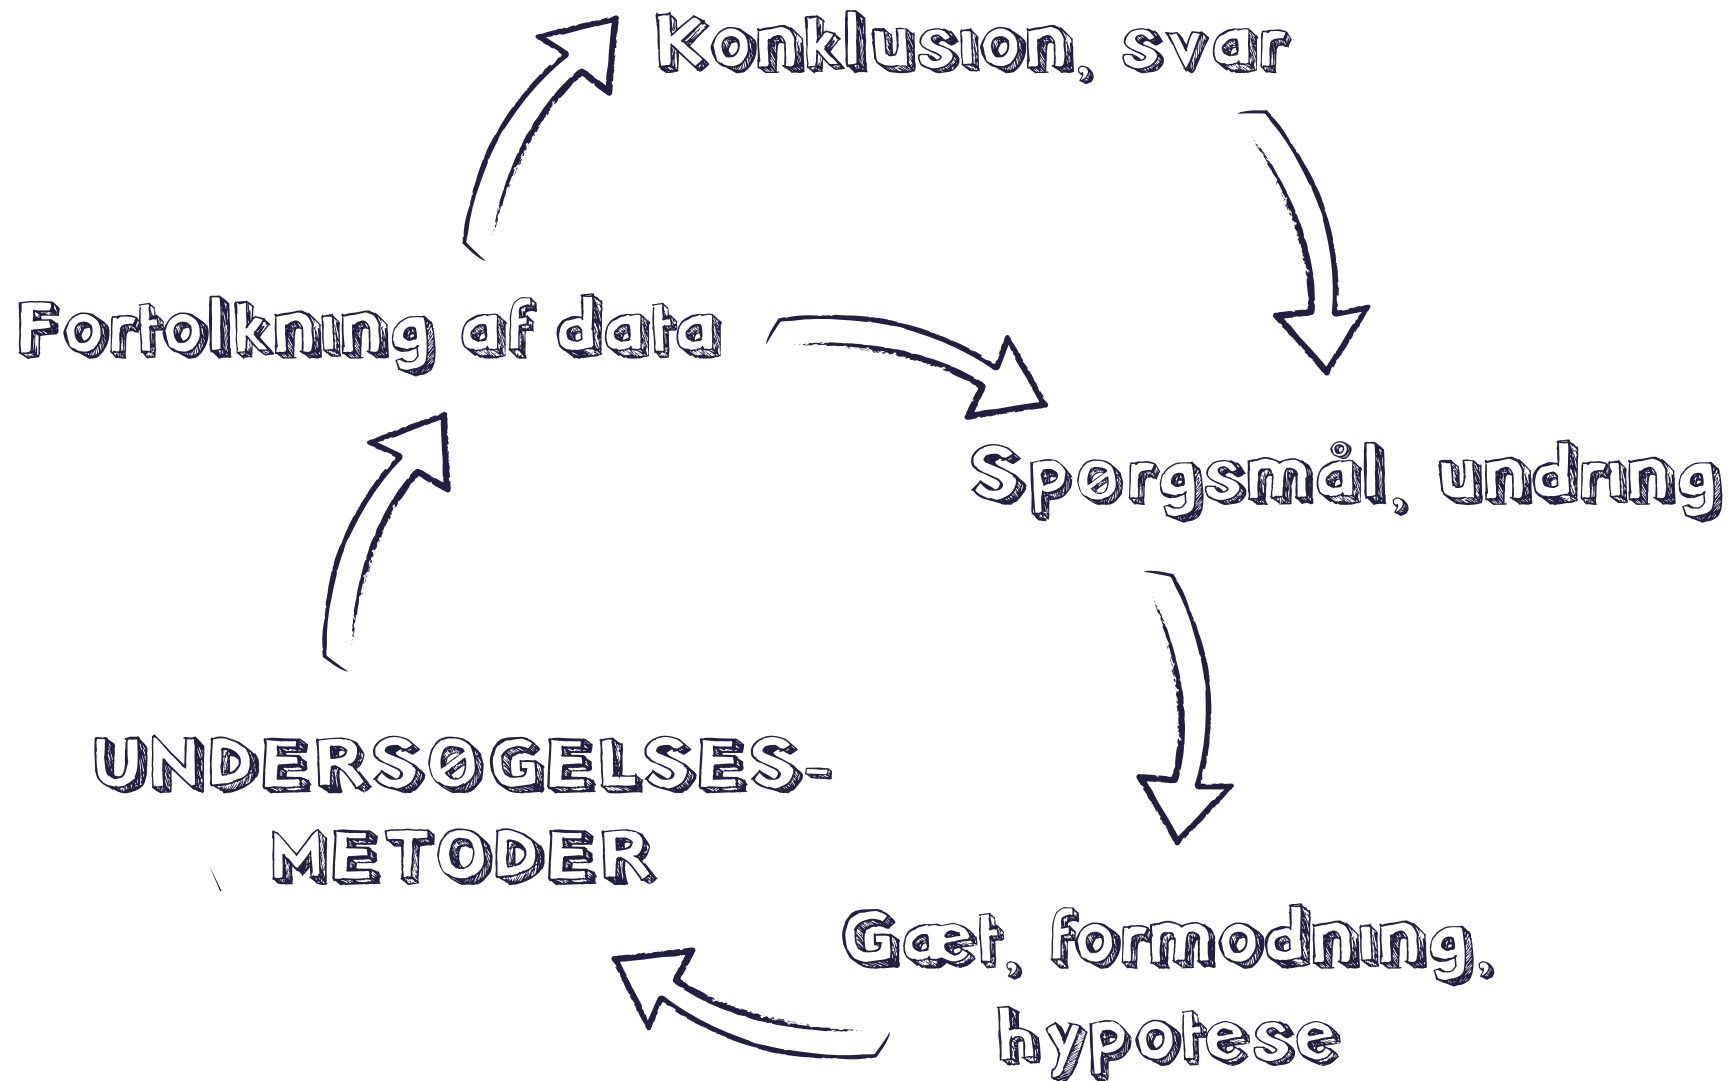 Konklusion, svar
Fortolkning af data
Spørgsmål, undring
UNDERSØGELSES-
METODER
Gæt, formodning,
hypotese